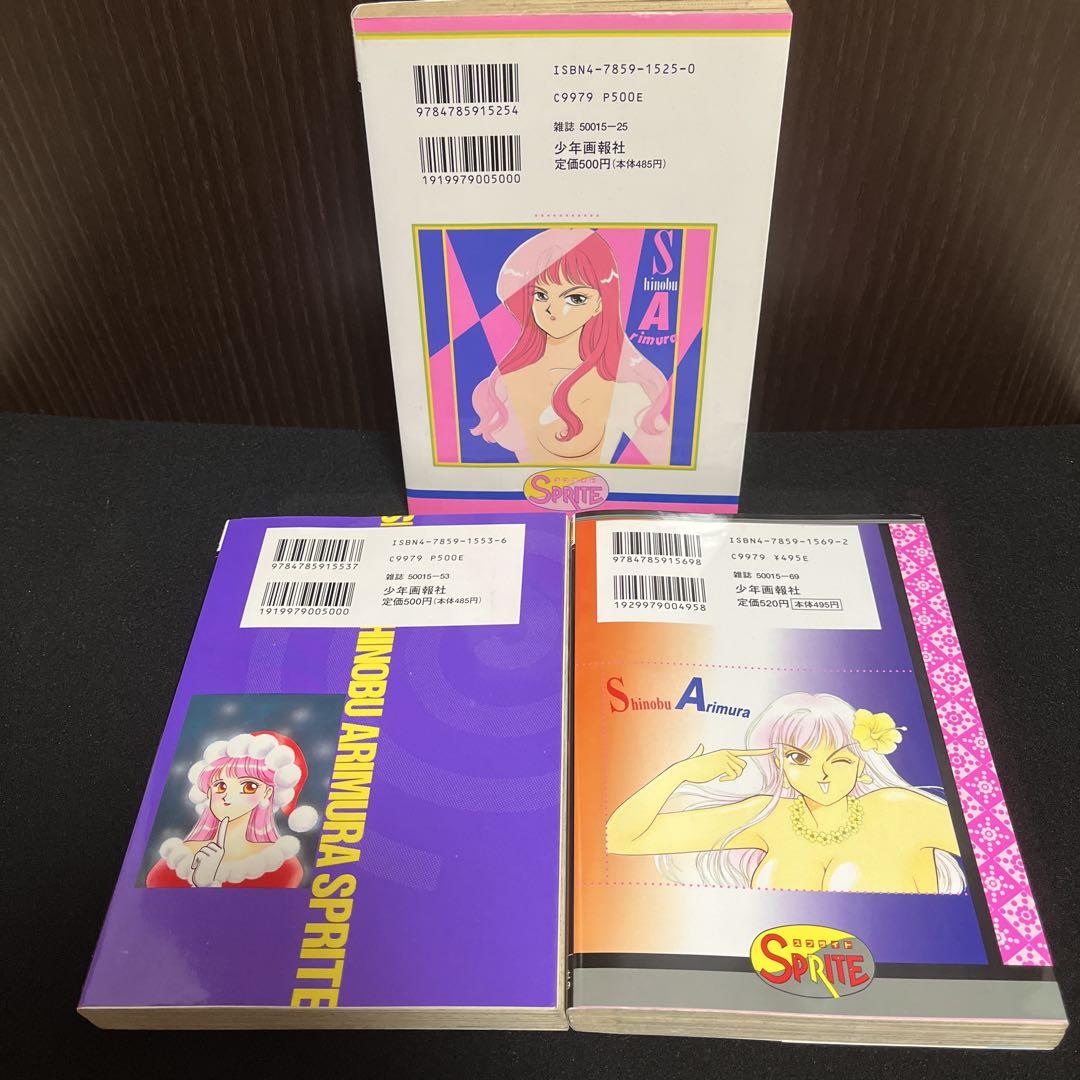 ISBN4-7859-1525-0
9784785915254
C9979 P500E
雑誌 50015-25
少年画報社
定価500円(本体485円)
1919979005000
Shinobu
Arimura
SPRITE
ISBN4-7859-1553-6
9784785915537
C9979 P500E
雑誌 50015-53
少年画報社
定価500円(本体485円)
1919979005000
HINOBU ARIMURA SPRITE
ISBN4-7859-1569-2
9784785915698
C9979 ¥495E
雑誌 50015-69
少年画報社
定価520円 本体495円
1929979004958
Shinobu Arimura
スプライト
SPRITE